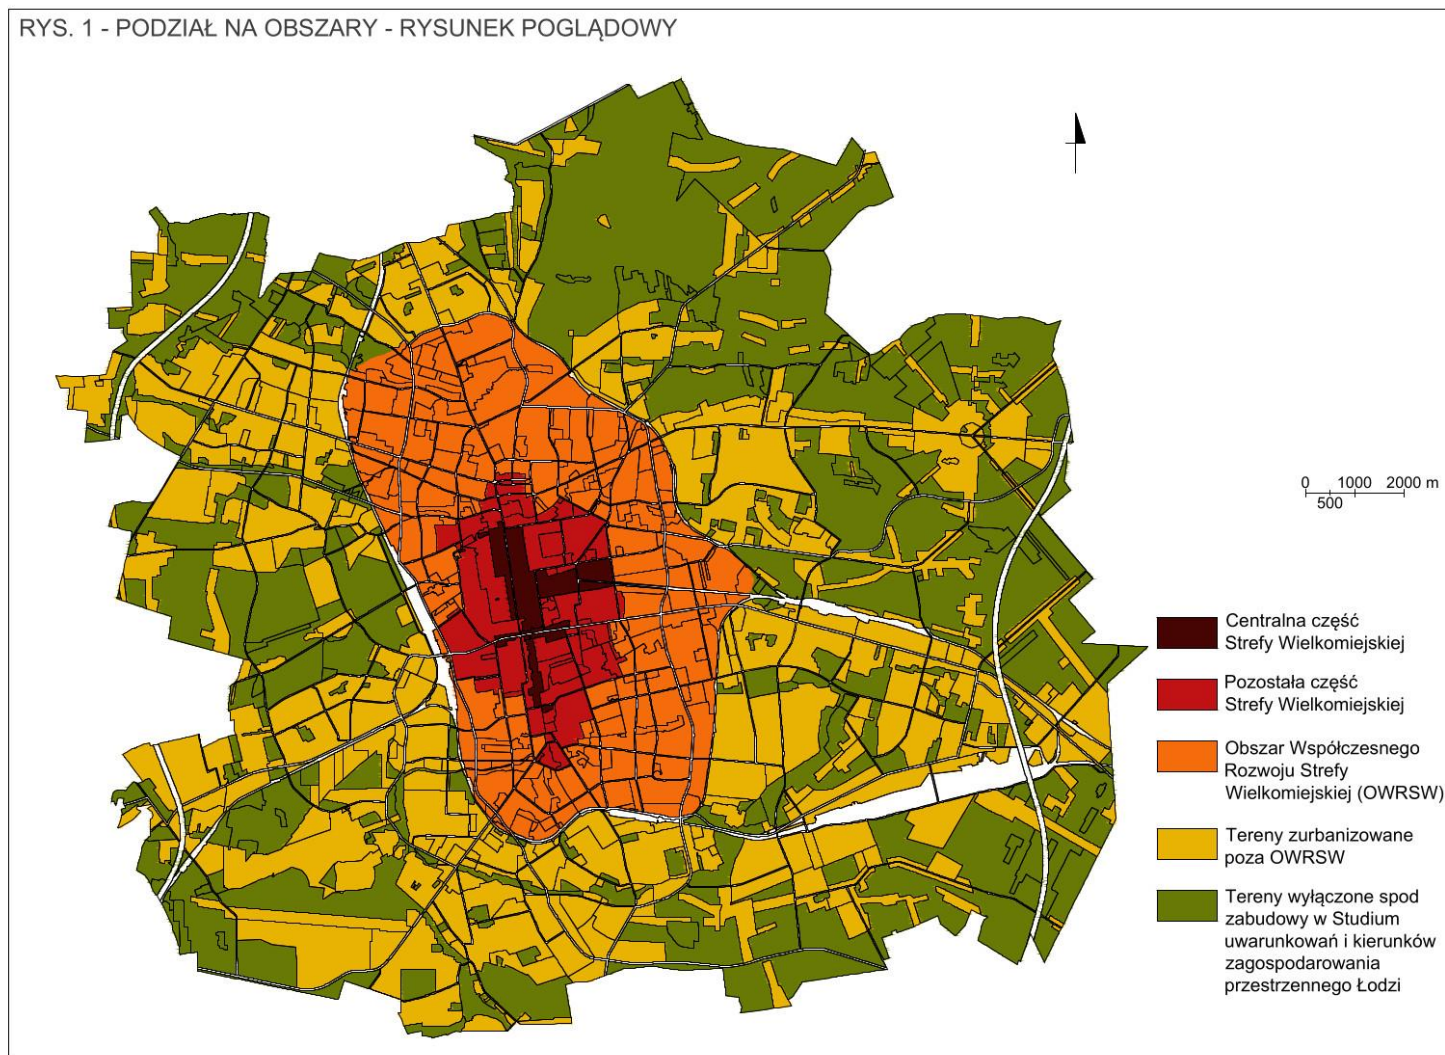 RYS. 1 - PODZIAŁ NA OBSZARY - RYSUNEK POGLĄDOWY
0 1000 2000 m
500
Centralna część
Strefy Wielkomiejskiej
Pozostała część
Strefy Wielkomiejskiej
Obszar Współczesnego
Rozwoju Strefy
Wielkomiejskiej (OWRSW)
Tereny zurbanizowane
poza OWRSW
Tereny wyłączone spod
zabudowy w Studium
uwarunkowań i kierunków
zagospodarowania
przestrzennego Łodzi